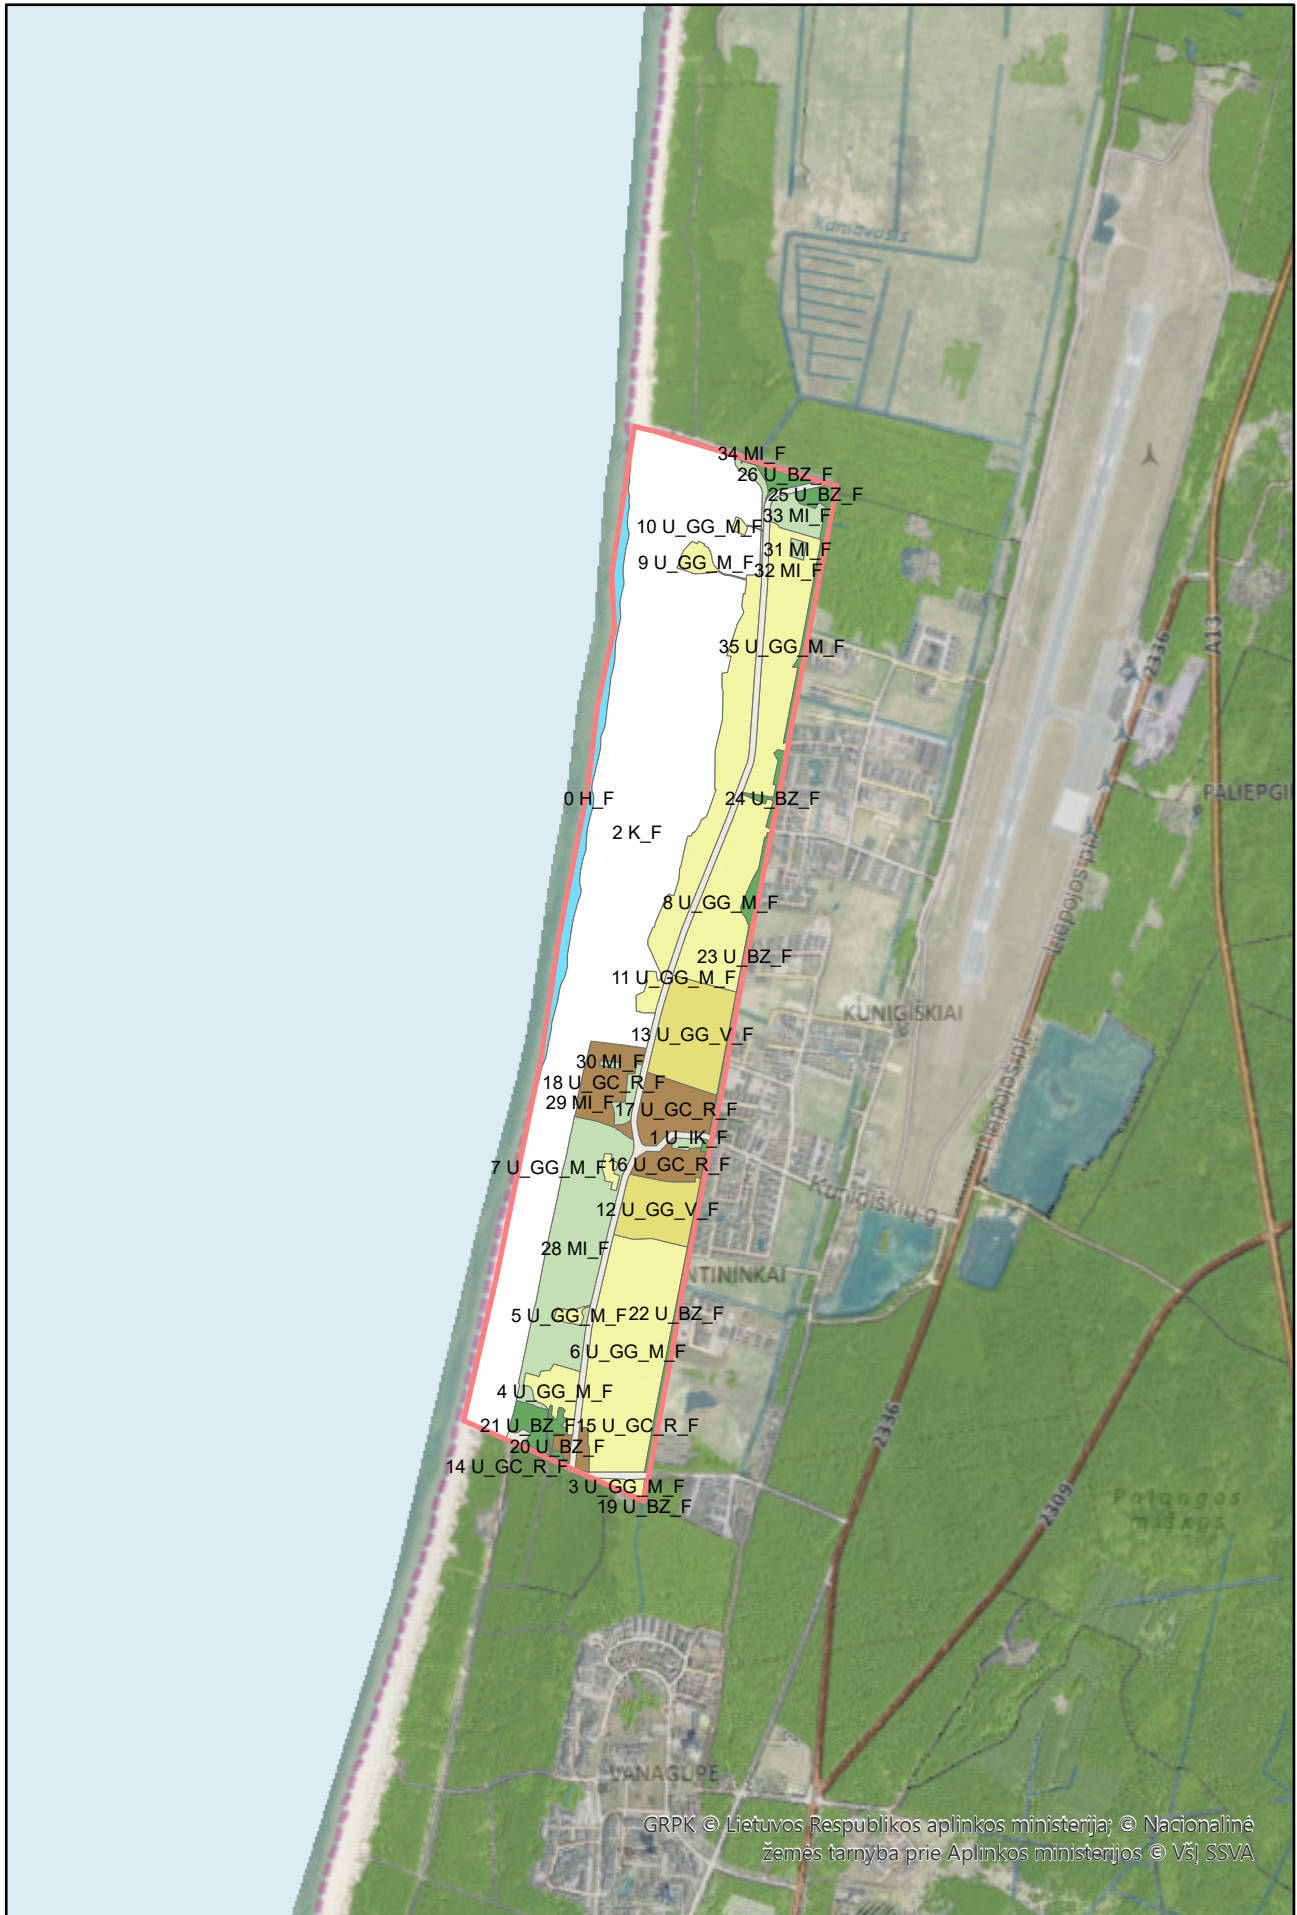 Kunigvasis
34 MI_F
26 U_BZ_F
25 U_BZ_F
33 MI_F
10 U_GG_M_F
31 MI_F
9 U_GG_M_F
32 MI_F
35 U_GG_M_F
2336
A13
0 H_F
24 U_BZ_F
PALIEPGI
2 K_F
8 U_GG_M_F
Liepojos pl.
23 U_BZ_F
11 U_GG_M_F
KUNIGIŠKIAI
13 U_GG_V_F
30 MI_F
18 U_GC_R_F
29 MI_F
17 U_GC_R_F
Liepojos pl.
1 U_IK_F
7 U_GG_M_F
16 U_GC_R_F
Kunigiškių g.
12 U_GG_V_F
28 MI_F
NTININKAI
5 U_GG_M_F
22 U_BZ_F
6 U_GG_M_F
4 U_GG_M_F
21 U_BZ_F
15 U_GC_R_F
2336
20 U_BZ_F
14 U_GC_R_F
3 U_GG_M_F
19 U_BZ_F
2309
Palangos
miškas
VANAGUPĖ
GRPK © Lietuvos Respublikos aplinkos ministerija; © Nacionalinė
žemės tarnyba prie Aplinkos ministerijos © VšĮ SSVA